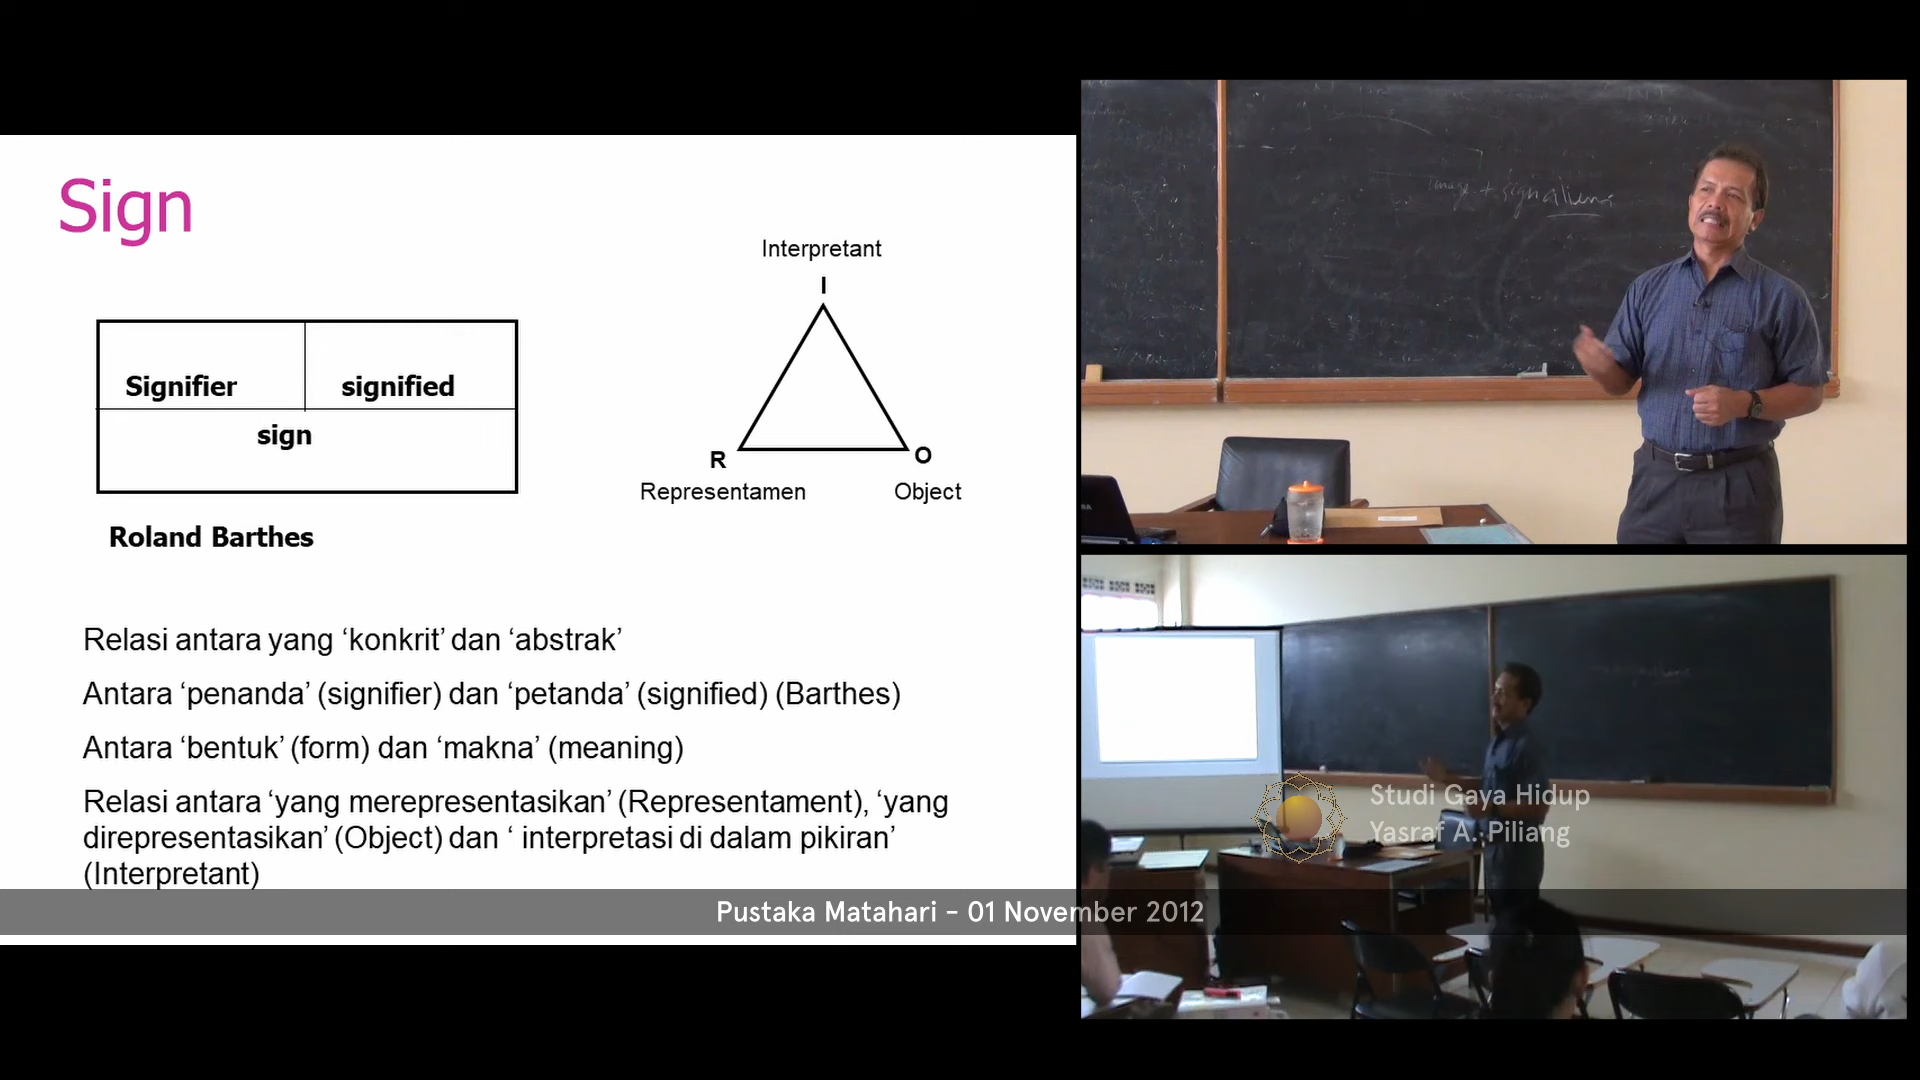 Sign
Interpretant
I
Signifier
signified
sign
R
O
Representamen
Object
Roland Barthes
Relasi antara yang ‘konkrit’ dan ‘abstrak’
Antara ‘penanda’ (signifier) dan ‘petanda’ (signified) (Barthes)
Antara ‘bentuk’ (form) dan ‘makna’ (meaning)
Relasi antara ‘yang merepresentasikan’ (Representament), ‘yang
direpresentasikan’ (Object) dan ‘ interpretasi di dalam pikiran’
(Interpretant)
image + sign
Studi Gaya Hidup
Yasraf A. Piliang
Pustaka Matahari - 01 November 2012